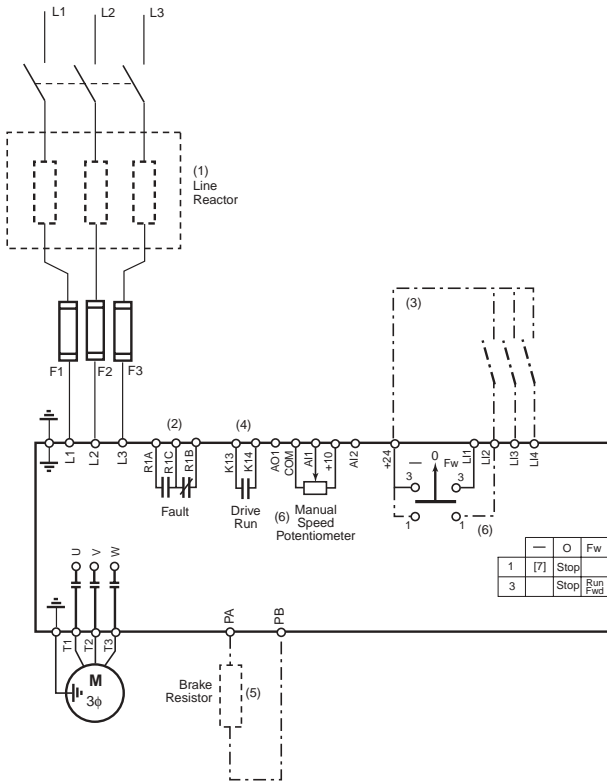 L1 L2 L3
(1)
Line
Reactor
(3)
F1 F2 F3
(2) (4)
L1 L2 L3 R1A R1C R1B K13 K14 AO1 COM AI1 +10 AI2 +24 LI1 LI2 LI3 LI4
— 0 Fw
3 3
Fault
Drive
Run
(6) Manual
Speed
Potentiometer
1 1 (6)
U V W
— O Fw
1 [7] Stop
3 Stop Run
Fwd
T1 T2 T3 PA PB
M
3ϕ
Brake
Resistor
(5)